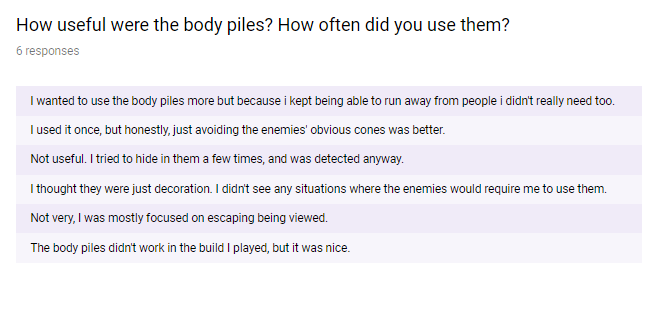 How useful were the body piles? How often did you use them?
6 responses
I wanted to use the body piles more but because i kept being able to run away from people i didn't really need too.
I used it once, but honestly, just avoiding the enemies' obvious cones was better.
Not useful. I tried to hide in them a few times, and was detected anyway.
I thought they were just decoration. I didn't see any situations where the enemies would require me to use them.
Not very, I was mostly focused on escaping being viewed.
The body piles didn't work in the build I played, but it was nice.